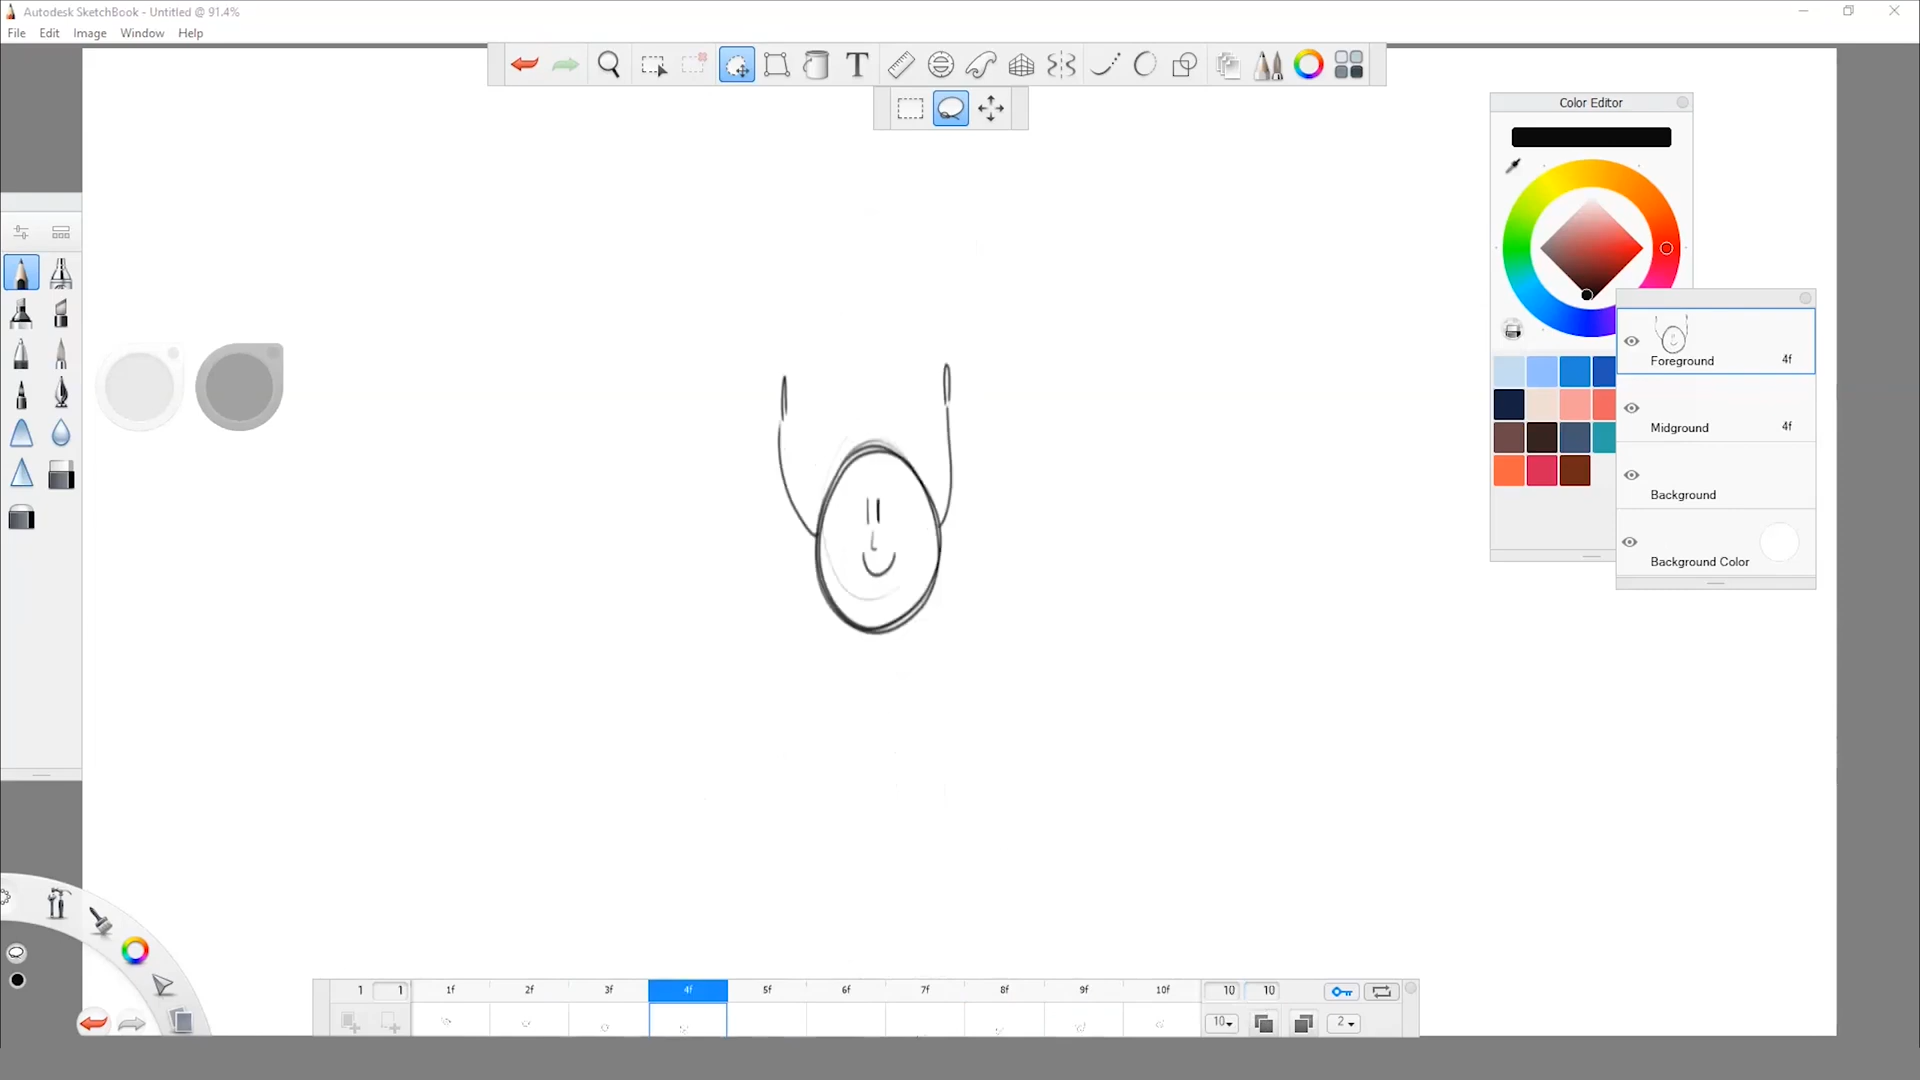 Autodesk SketchBook - Untitled @ 91.4%
File Edit Image Window Help
T
Color Editor
Foreground 4f
Midground 4f
Background
Background Color
1 1 1f 2f 3f 4f 5f 6f 7f 8f 9f 10f 10 10
10 2